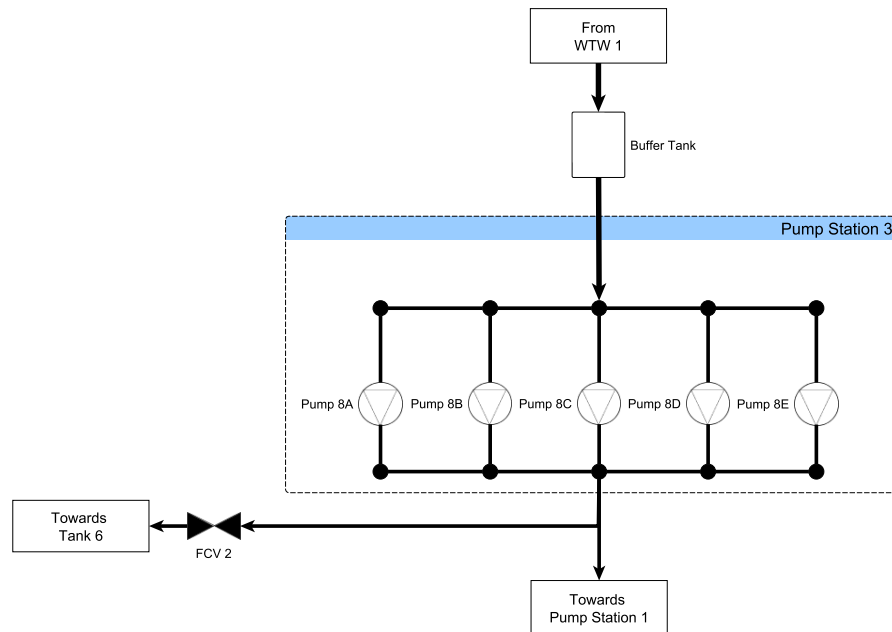 From
WTW 1
Buffer Tank
Pump Station 3
Pump 8A
Pump 8B
Pump 8C
Pump 8D
Pump 8E
Towards
Tank 6
FCV 2
Towards
Pump Station 1